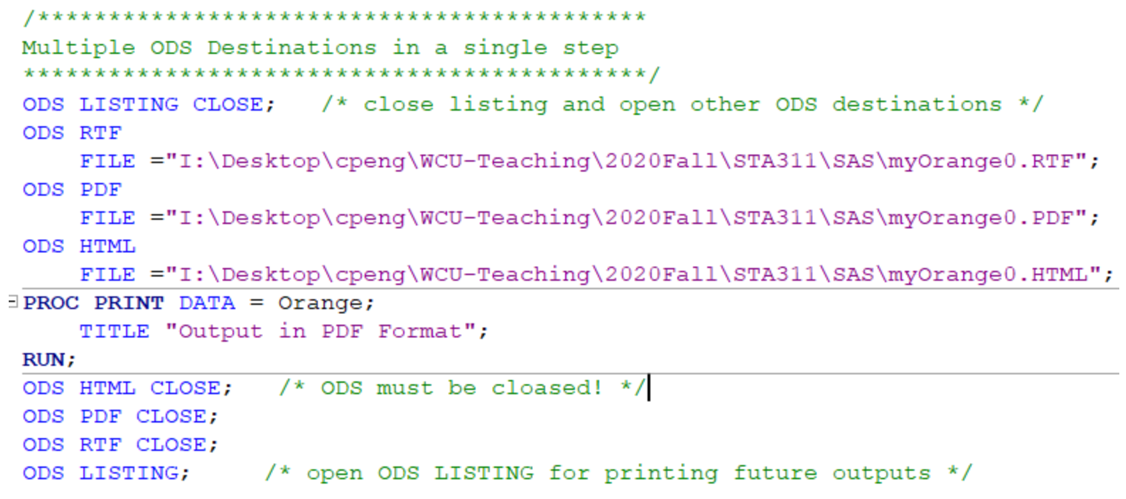 /*******************************************
Multiple ODS Destinations in a single step
********************************************/
ODS LISTING CLOSE;   /* close listing and open other ODS destinations */
ODS RTF
    FILE ="I:\Desktop\cpeng\WCU-Teaching\2020Fall\STA311\SAS\myOrange0.RTF";
ODS PDF
    FILE ="I:\Desktop\cpeng\WCU-Teaching\2020Fall\STA311\SAS\myOrange0.PDF";
ODS HTML
    FILE ="I:\Desktop\cpeng\WCU-Teaching\2020Fall\STA311\SAS\myOrange0.HTML";
PROC PRINT DATA = Orange;
    TITLE "Output in PDF Format";
RUN;
ODS HTML CLOSE;   /* ODS must be cloased! */
ODS PDF CLOSE;
ODS RTF CLOSE;
ODS LISTING;     /* open ODS LISTING for printing future outputs */